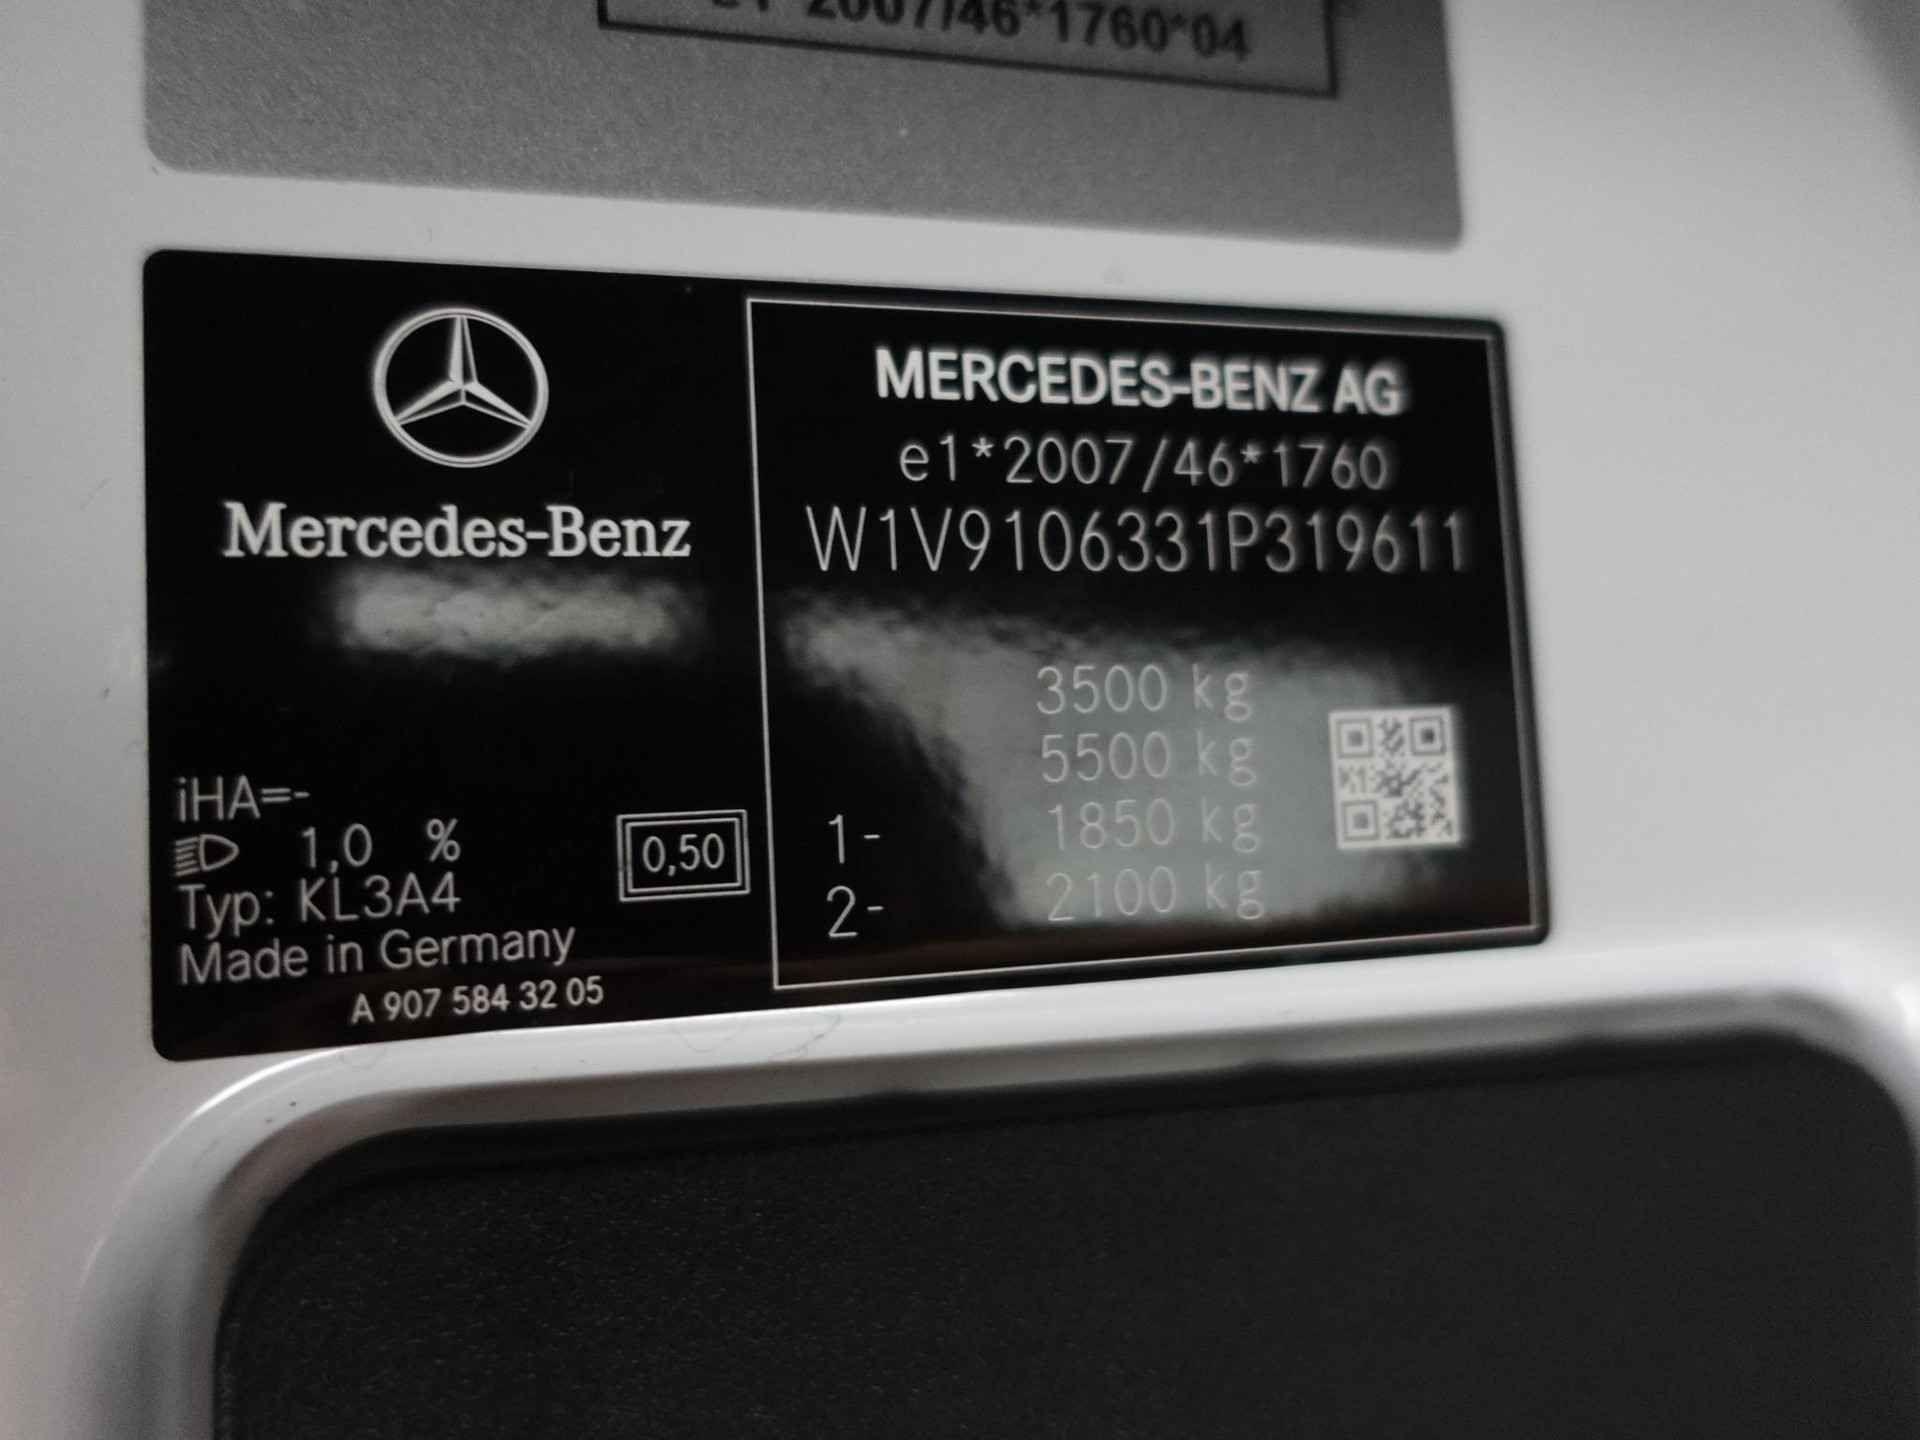 e1*2007/46*1760*04
Mercedes-Benz
iHA=-
1,0 %
Typ: KL3A4
Made in Germany
A 907 584 32 05
0,50
MERCEDES-BENZ AG
e1*2007/46*1760
W1V9106331P319611
3500 kg
5500 kg
1- 1850 kg
2- 2100 kg
K1